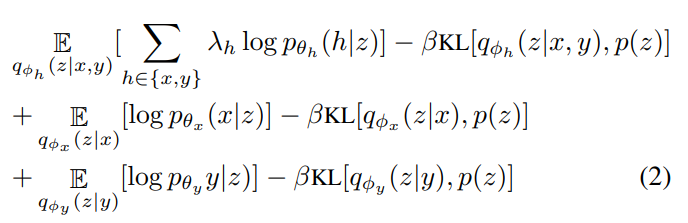 𝔼_{q_{ϕ_h}(z|x,y)} [ ∑_{h∈{x,y}} λ_h log p_{θ_h}(h|z)] − βKL[q_{ϕ_h}(z|x, y), p(z)]
+ 𝔼_{q_{ϕ_x}(z|x)} [log p_{θ_x}(x|z)] − βKL[q_{ϕ_x}(z|x), p(z)]
+ 𝔼_{q_{ϕ_y}(z|y)} [log p_{θ_y} y|z)] − βKL[q_{ϕ_y}(z|y), p(z)] (2)